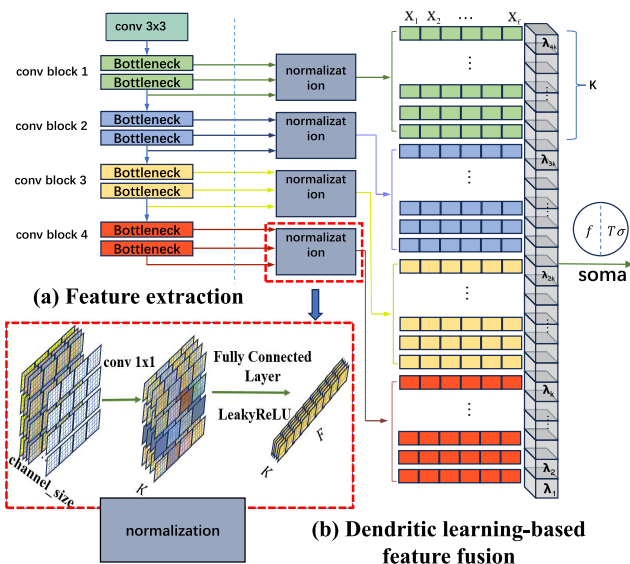 conv 3x3
conv block 1
Bottleneck
Bottleneck
normalizat
ion
conv block 2
Bottleneck
Bottleneck
normalizat
ion
conv block 3
Bottleneck
Bottleneck
normalizat
ion
conv block 4
Bottleneck
Bottleneck
normalizat
ion
(a) Feature extraction
conv 1x1
Fully Connected
Layer
LeakyReLU
channel_size
K
K
F
normalization
X1 X2 ... Xf
λ4k
K
λ3k
λ2k
λk
λ2
λ1
f Tσ
soma
(b) Dendritic learning-based
feature fusion